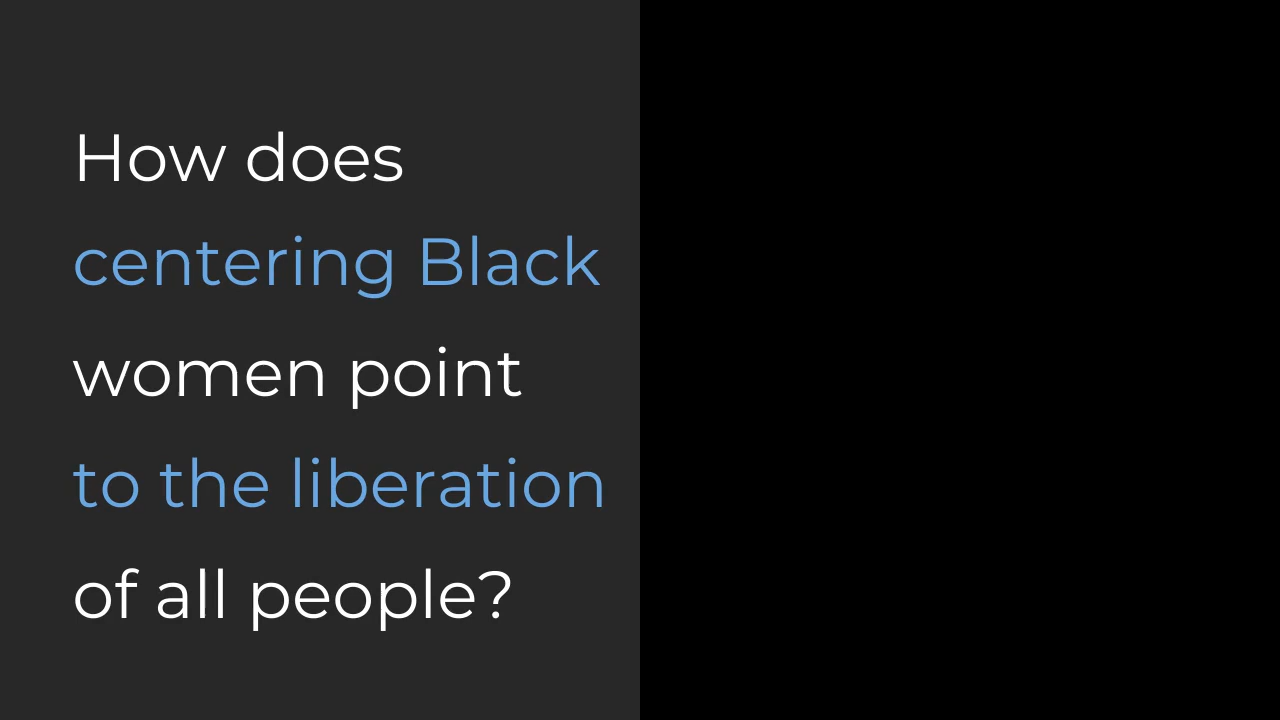 How does
centering Black
women point
to the liberation
of all people?